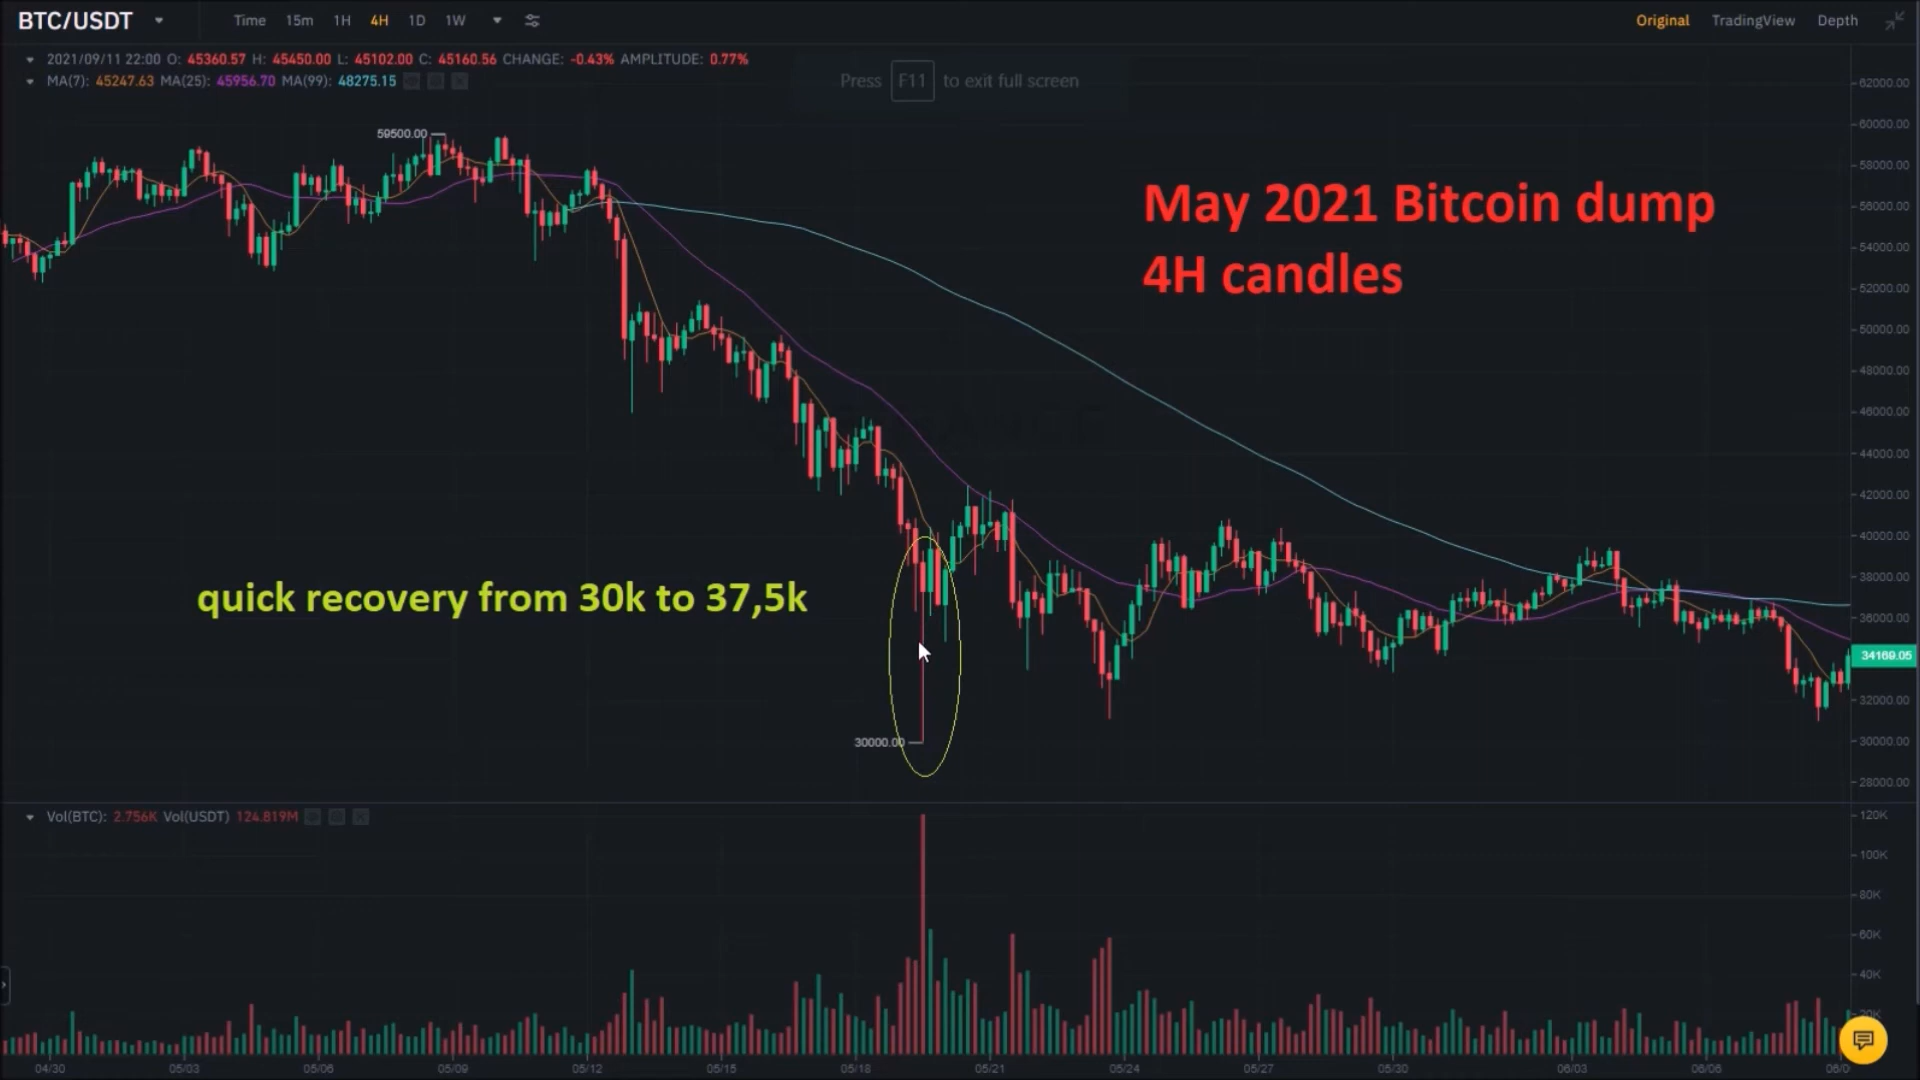 BTC/USDT Time 15m 1H 4H 1D 1W Original TradingView Depth
2021/09/11 22:00 O: 45360.57 H: 45450.00 L: 45102.00 C: 45160.56 CHANGE: -0.43% AMPLITUDE: 0.77%
MA(7): 45247.63 MA(25): 45956.70 MA(99): 48275.15
Press F11 to exit full screen
62000.00
60000.00
59500.00
58000.00
56000.00
May 2021 Bitcoin dump
4H candles
54000.00
52000.00
50000.00
48000.00
46000.00
44000.00
42000.00
40000.00
38000.00
quick recovery from 30k to 37,5k
36000.00
34169.05
32000.00
30000.00
30000.00
28000.00
Vol(BTC): 2.756K Vol(USDT) 124.819M
120K
100K
80K
60K
40K
20K
04/30 05/03 05/06 05/09 05/12 05/15 05/18 05/21 05/24 05/27 05/30 06/03 06/06 06/0